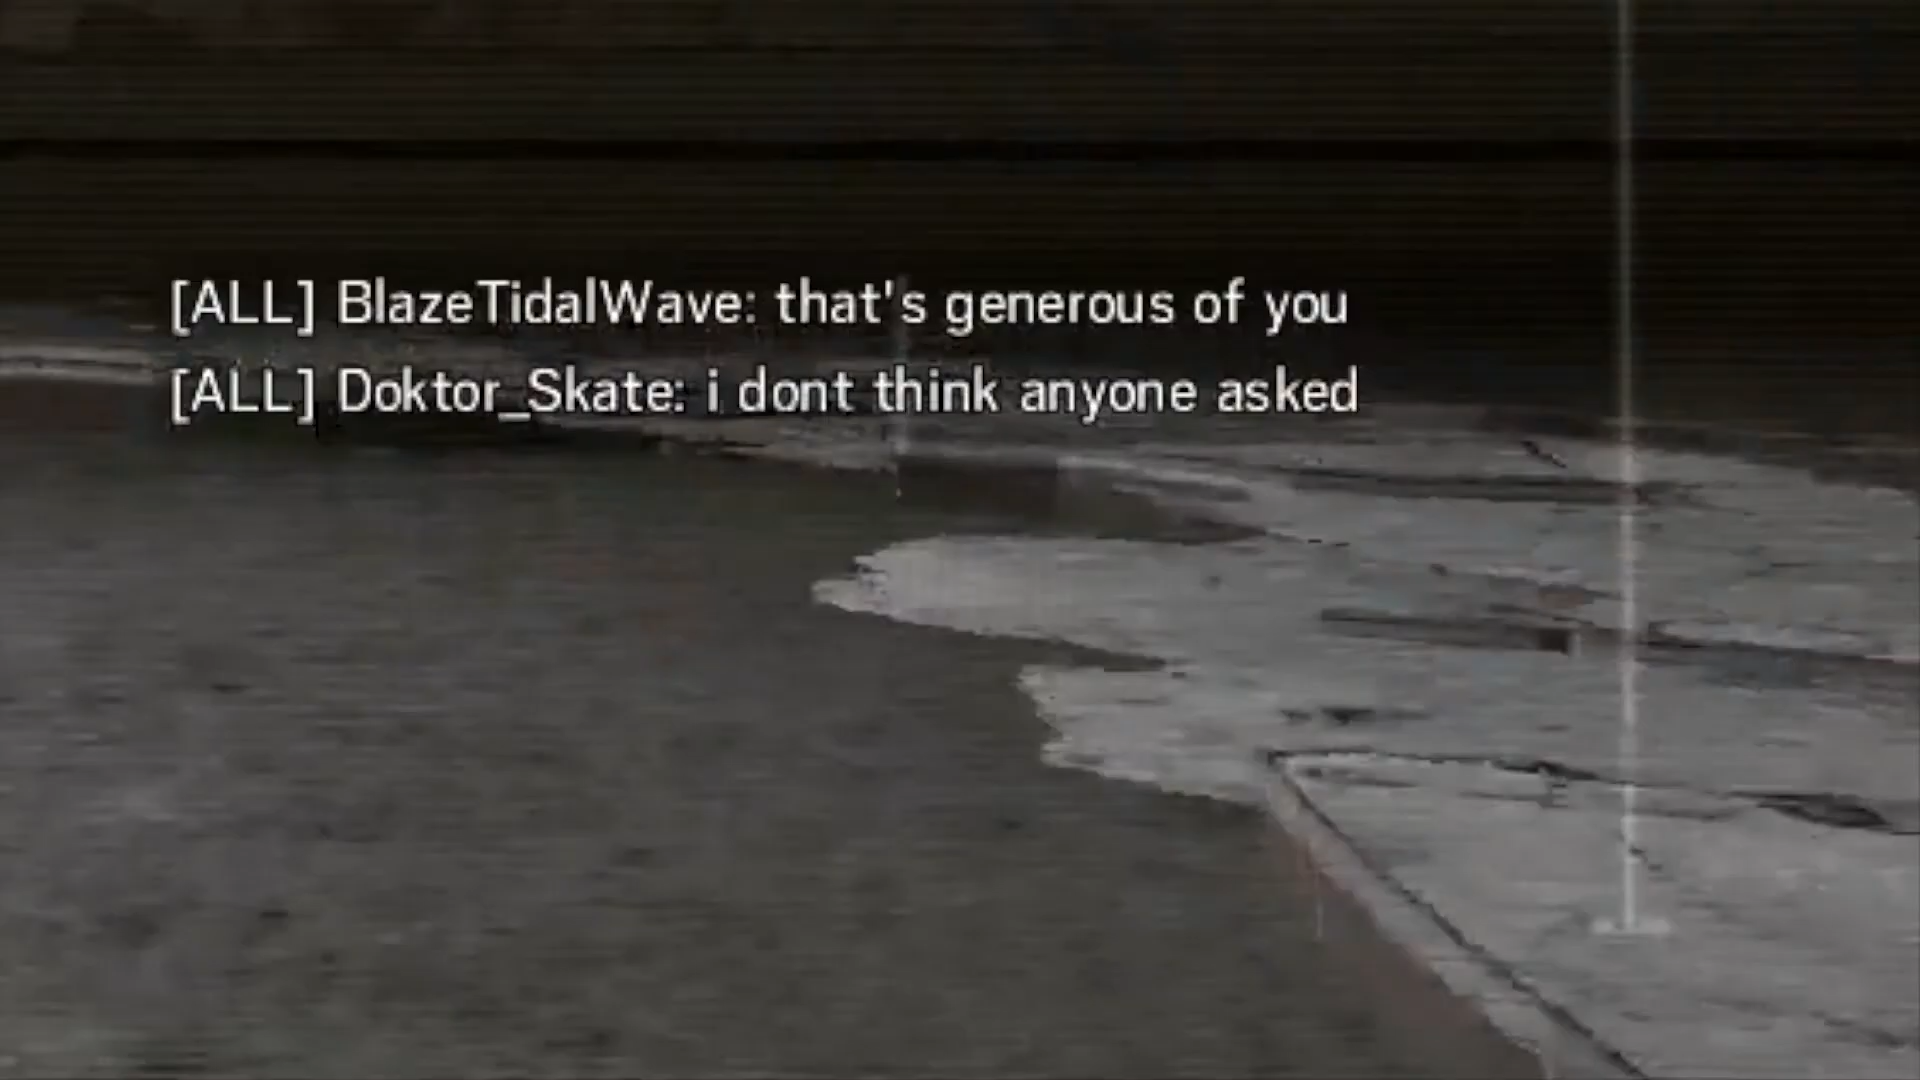 [ALL] BlazeTidalWave: that's generous of you
[ALL] Doktor_Skate: i dont think anyone asked